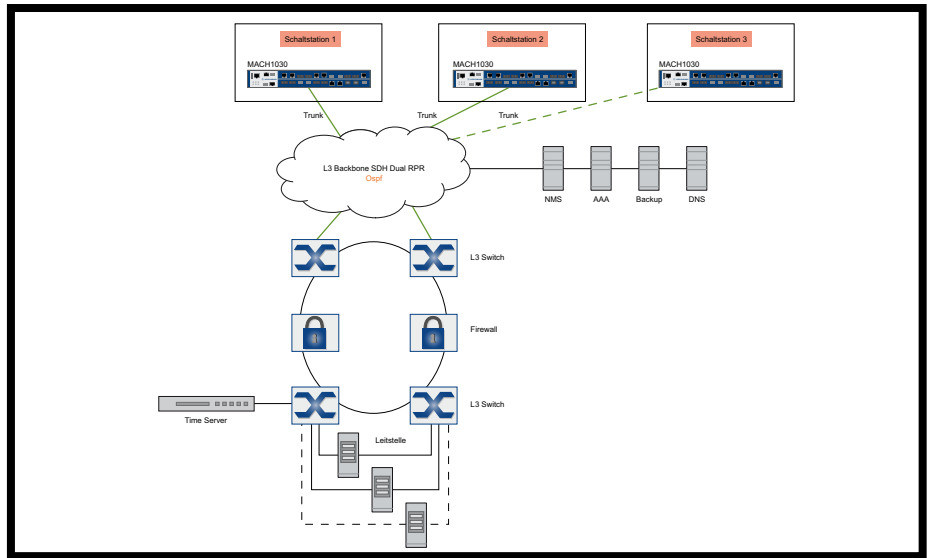 Schaltstation 1
Schaltstation 2
Schaltstation 3
MACH1030
MACH1030
MACH1030
Trunk
Trunk
Trunk
L3 Backbone SDH Dual RPR
Ospf
NMS
AAA
Backup
DNS
L3 Switch
Firewall
L3 Switch
Time Server
Leitstelle